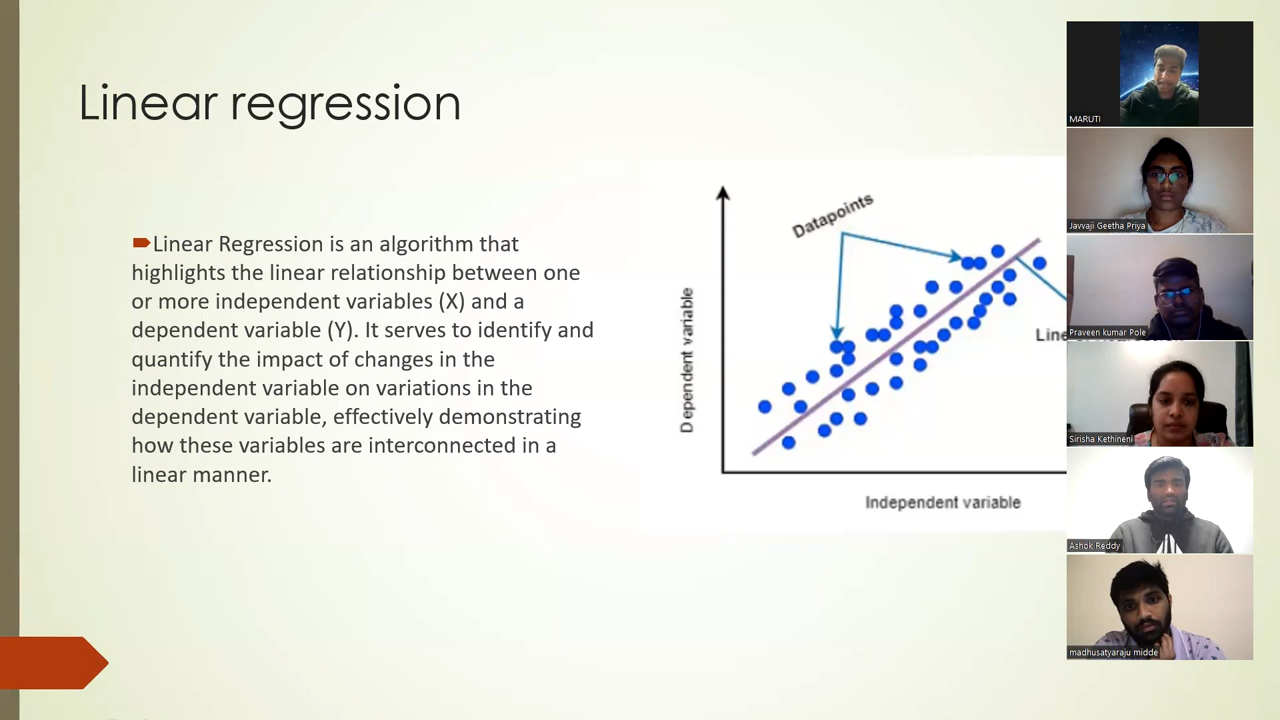 Linear regression
Linear Regression is an algorithm that
highlights the linear relationship between one
or more independent variables (X) and a
dependent variable (Y). It serves to identify and
quantify the impact of changes in the
independent variable on variations in the
dependent variable, effectively demonstrating
how these variables are interconnected in a
linear manner.
Datapoints
Dependent variable
Independent variable
MARUTI
Javvaji Geetha Priya
Praveen kumar Pole
Sirisha Kethineni
Ashok Reddy
madhusatyaraju midde